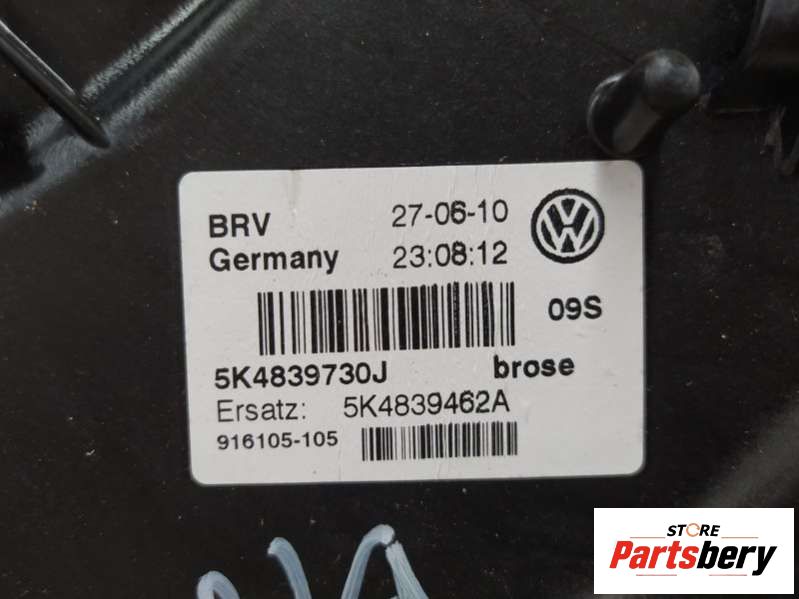 BRV 27-06-10
Germany 23:08:12
09S
5K4839730J brose
Ersatz: 5K4839462A
916105-105
STORE
Partsbery